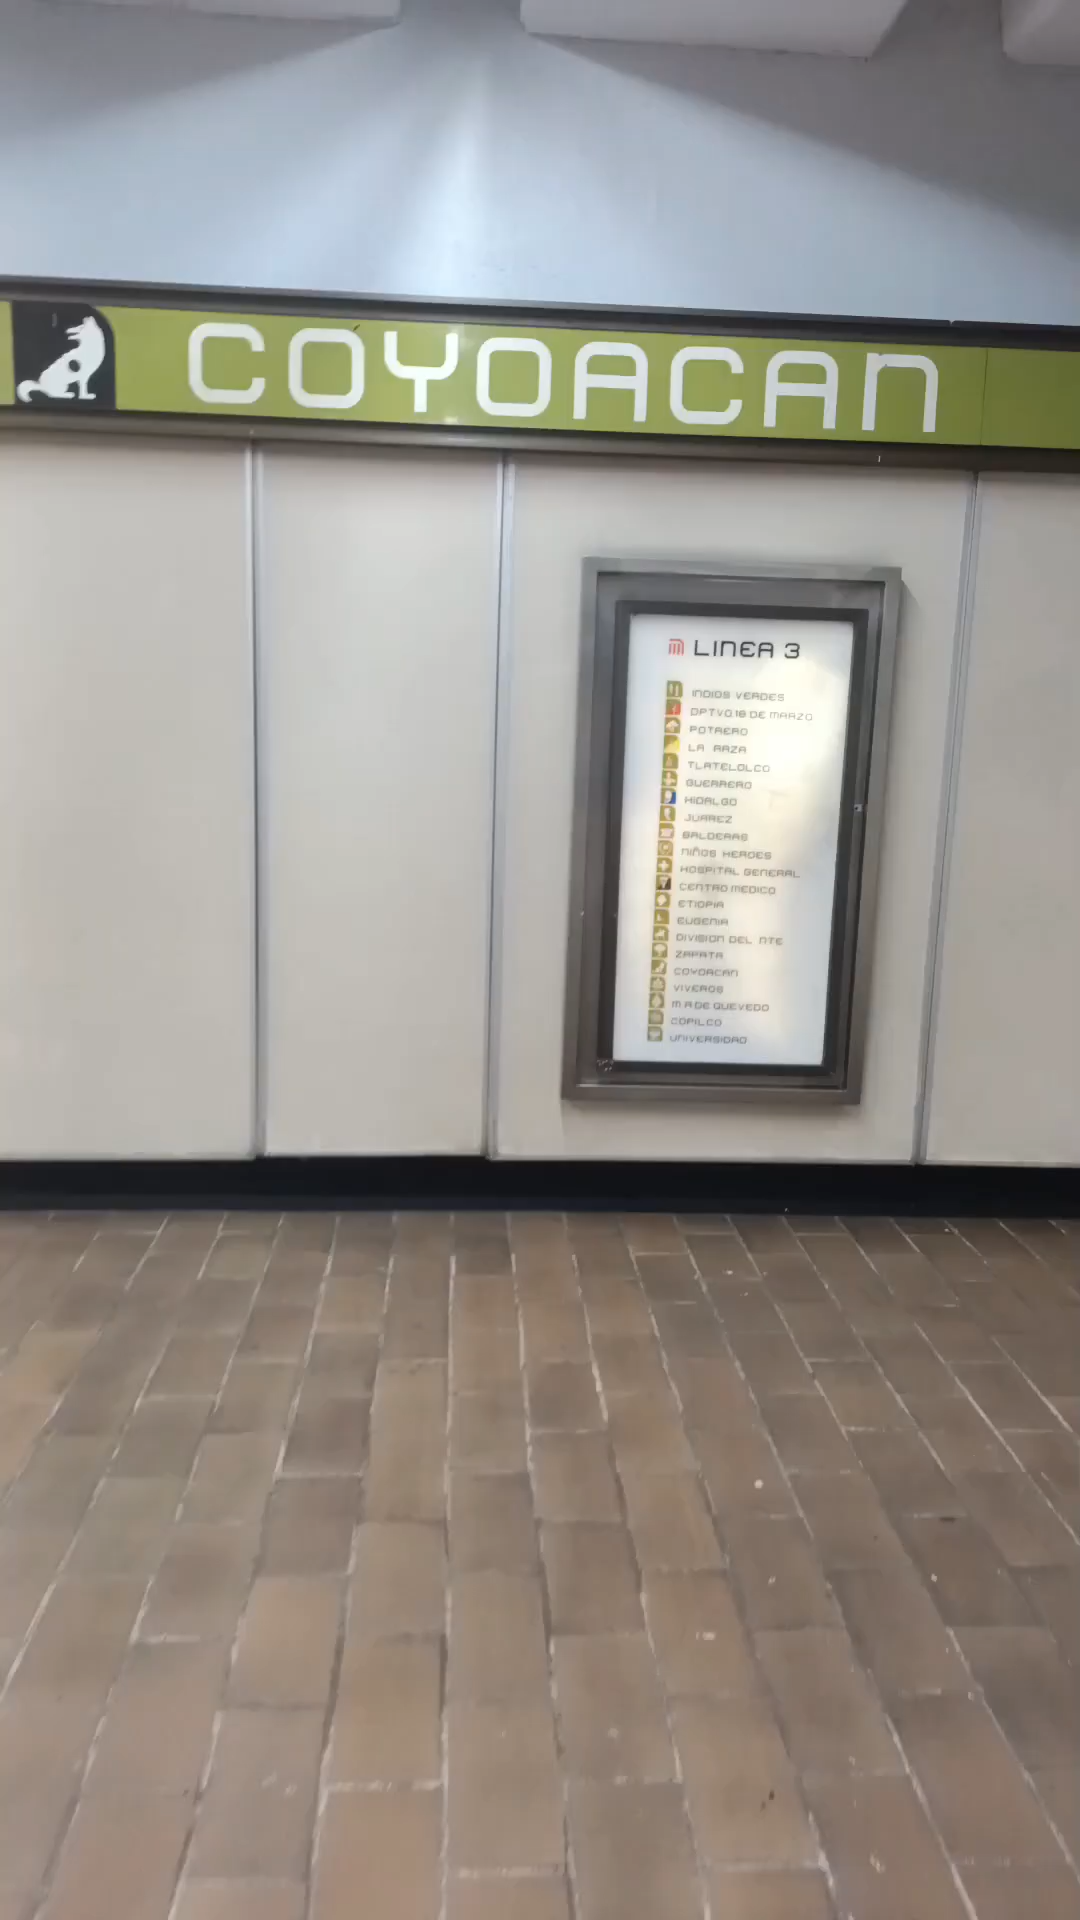 COYOACAN
LINEA 3
INDIOS VERDES
DPTVO.18 DE MARZO
POTRERO
LA RAZA
TLATELOLCO
GUERRERO
HIDALGO
JUAREZ
BALDERAS
NIÑOS HEROES
HOSPITAL GENERAL
CENTRO MEDICO
ETIOPIA
EUGENIA
DIVISION DEL NTE
ZAPATA
COYOACAN
VIVEROS
M A DE QUEVEDO
COPILCO
UNIVERSIDAD